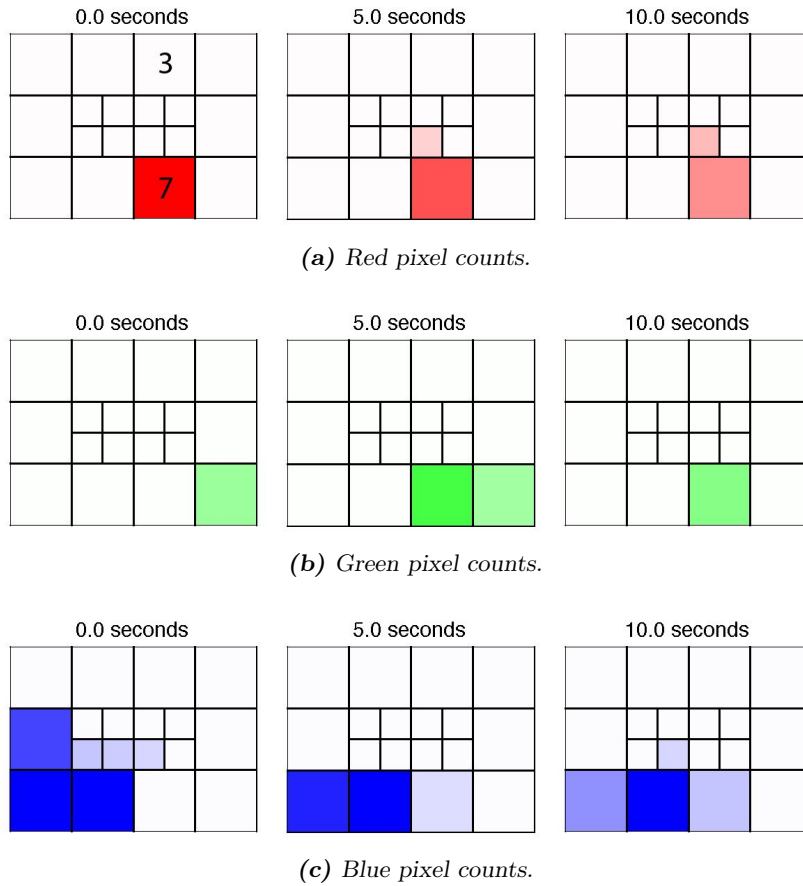 0.0 seconds 5.0 seconds 10.0 seconds
3
7
(a) Red pixel counts.
0.0 seconds 5.0 seconds 10.0 seconds
(b) Green pixel counts.
0.0 seconds 5.0 seconds 10.0 seconds
(c) Blue pixel counts.